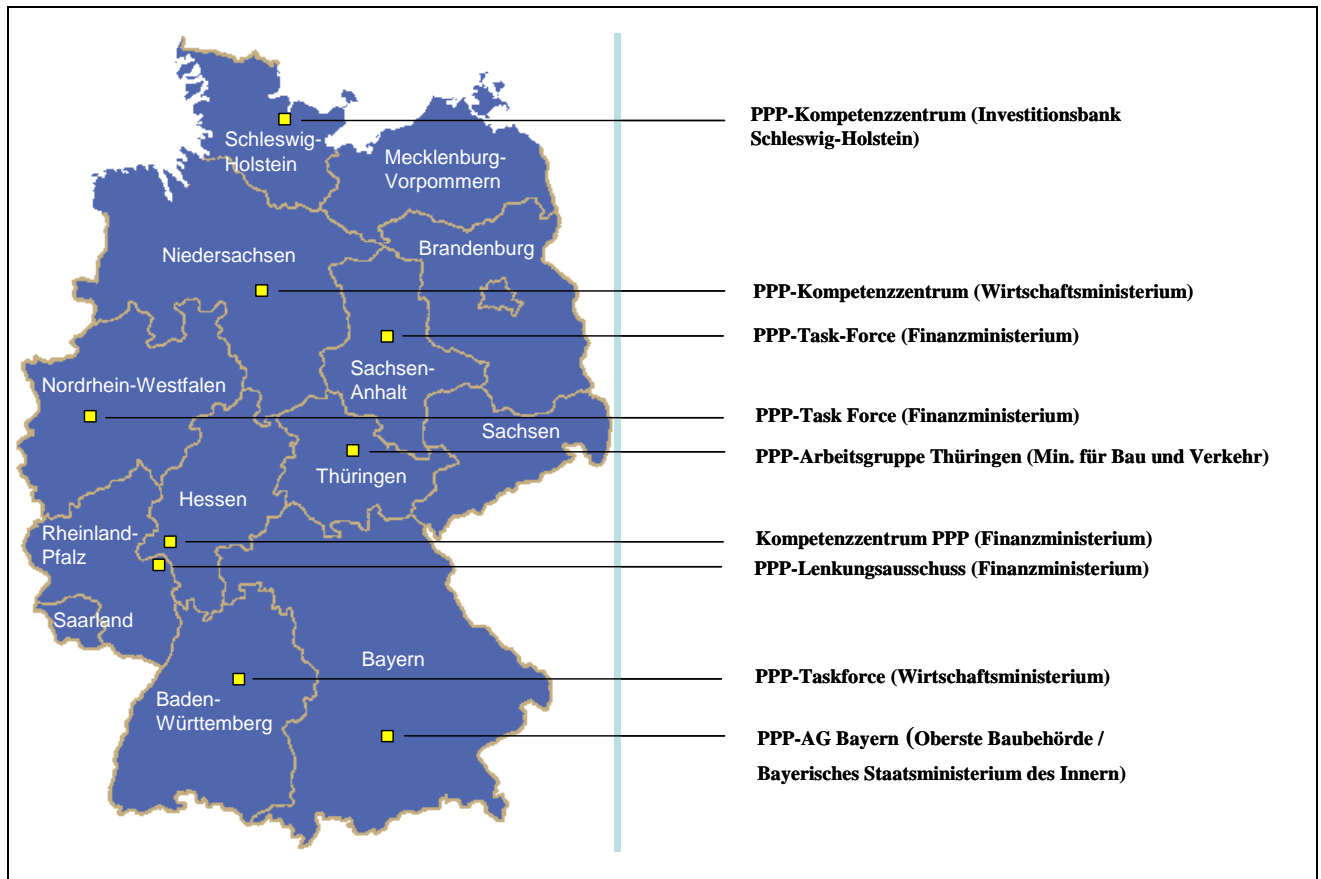 Schleswig-
Holstein
Mecklenburg-
Vorpommern
Brandenburg
Niedersachsen
Sachsen-
Anhalt
Nordrhein-Westfalen
Sachsen
Thüringen
Hessen
Rheinland-
Pfalz
Saarland
Bayern
Baden-
Württemberg
PPP-Kompetenzzentrum (Investitionsbank
Schleswig-Holstein)
PPP-Kompetenzzentrum (Wirtschaftsministerium)
PPP-Task-Force (Finanzministerium)
PPP-Task Force (Finanzministerium)
PPP-Arbeitsgruppe Thüringen (Min. für Bau und Verkehr)
Kompetenzzentrum PPP (Finanzministerium)
PPP-Lenkungsausschuss (Finanzministerium)
PPP-Taskforce (Wirtschaftsministerium)
PPP-AG Bayern (Oberste Baubehörde /
Bayerisches Staatsministerium des Innern)